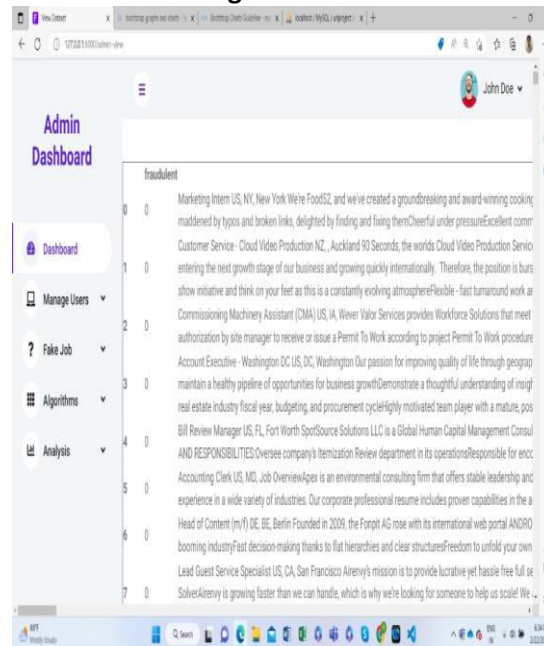 View Dataset
bootstrap graphs and charts
Bootstrap Charts Guideline
localhost / MySQL / udproject /
127.0.0.1:5000/admin-view
John Doe
Admin
Dashboard
Dashboard
Manage Users
Fake Job
Algorithms
Analysis
fraudulent
0 0 Marketing Intern US, NY, New York We're Food52, and we've created a groundbreaking and award-winning cooking
maddened by typos and broken links, delighted by finding and fixing themCheerful under pressureExcellent comm
1 0 Customer Service - Cloud Video Production NZ, , Auckland 90 Seconds, the worlds Cloud Video Production Service
entering the next growth stage of our business and growing quickly internationally. Therefore, the position is burs
show initiative and think on your feet as this is a constantly evolving atmosphereFlexible - fast turnaround work an
2 0 Commissioning Machinery Assistant (CMA) US, IA, Wever Valor Services provides Workforce Solutions that meet
authorization by site manager to receive or issue a Permit To Work according to project Permit To Work procedure
3 0 Account Executive - Washington DC US, DC, Washington Our passion for improving quality of life through geograp
maintain a healthy pipeline of opportunities for business growthDemonstrate a thoughtful understanding of insigh
real estate industry fiscal year, budgeting, and procurement cycleHighly motivated team player with a mature, pos
4 0 Bill Review Manager US, FL, Fort Worth SpotSource Solutions LLC is a Global Human Capital Management Consul
AND RESPONSIBILITIES:Oversee company's itemization Review department in its operationsResponsible for enco
5 0 Accounting Clerk US, MD, Job OverviewApex is an environmental consulting firm that offers stable leadership and
experience in a wide variety of industries. Our corporate professional resume includes proven capabilities in the a
6 0 Head of Content (m/f) DE, BE, Berlin Founded in 2009, the Fonpit AG rose with its international web portal ANDRO
booming industryFast decision-making thanks to flat hierarchies and clear structuresFreedom to unfold your own
7 0 Lead Guest Service Specialist US, CA, San Francisco Airenvy's mission is to provide lucrative yet hassle free full se
SolverAirenvy is growing faster than we can handle, which is why we're looking for someone to help us scale! We
Mostly cloudy
Search
ENG